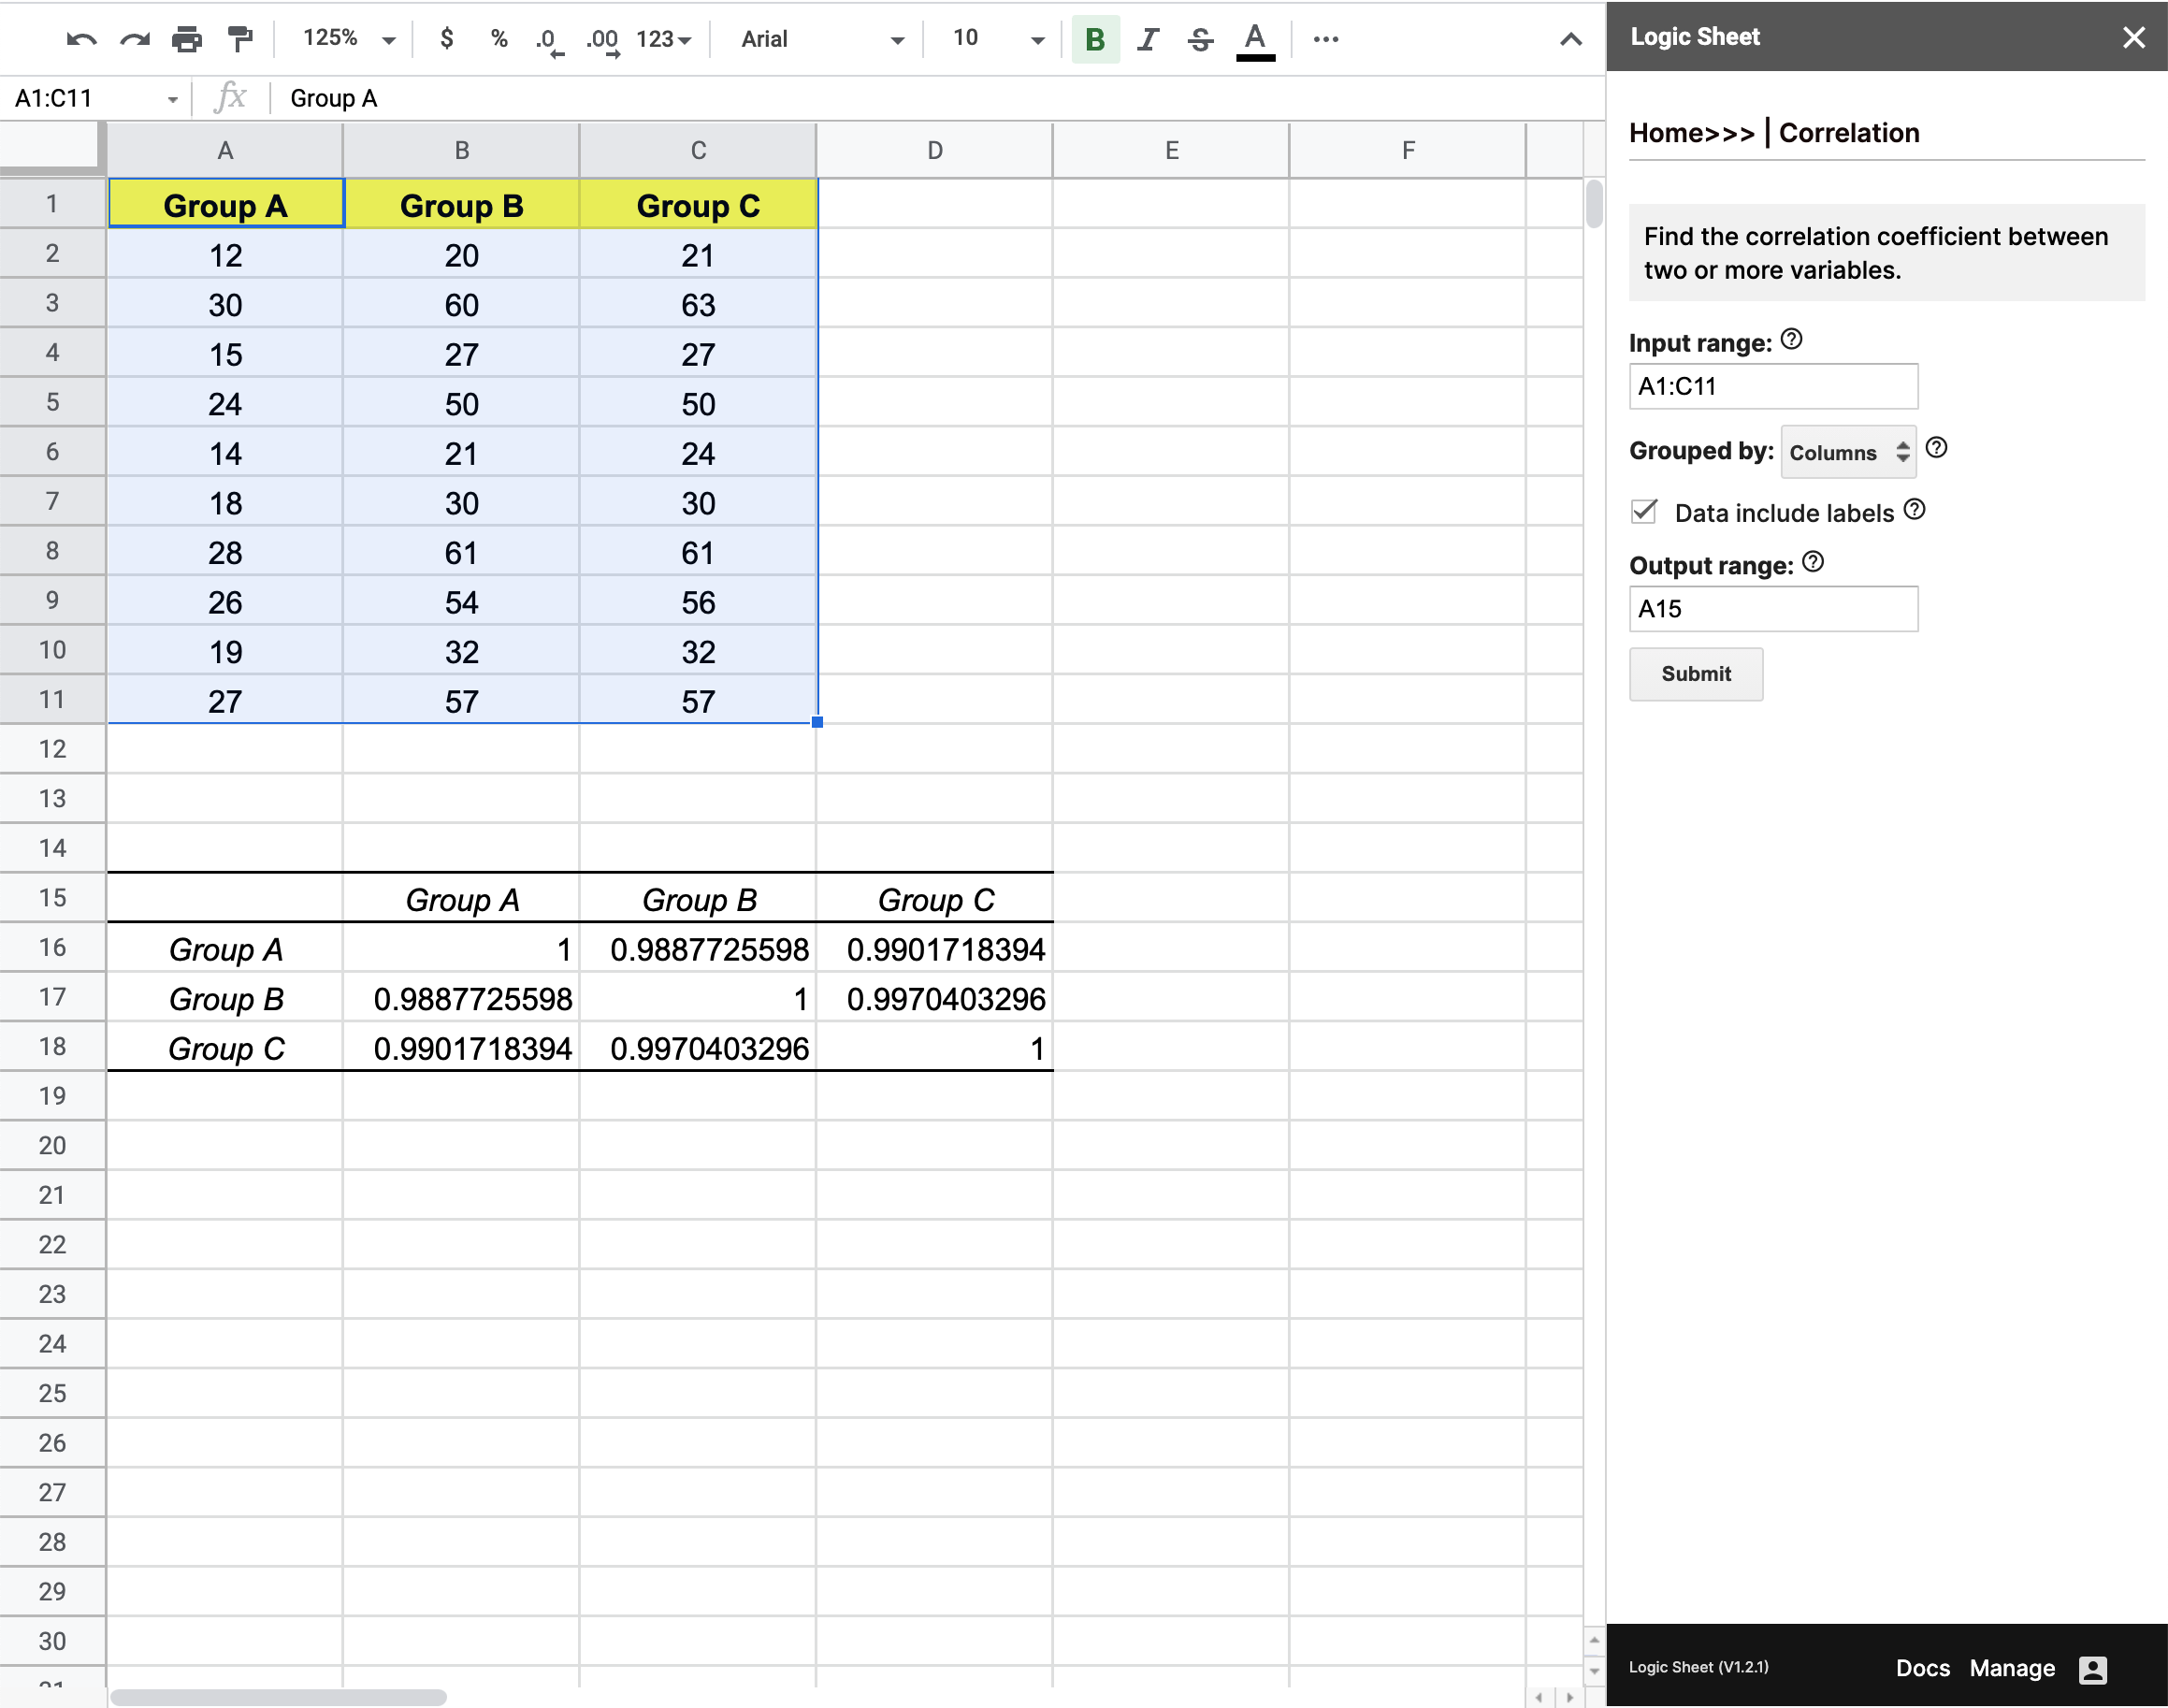 125% $ % .0 .00 123 Arial 10 B I S A ...
A1:C11 fx Group A
A B C D E F
1 Group A Group B Group C
2 12 20 21
3 30 60 63
4 15 27 27
5 24 50 50
6 14 21 24
7 18 30 30
8 28 61 61
9 26 54 56
10 19 32 32
11 27 57 57
12
13
14
15 Group A Group B Group C
16 Group A 1 0.9887725598 0.9901718394
17 Group B 0.9887725598 1 0.9970403296
18 Group C 0.9901718394 0.9970403296 1
19
20
21
22
23
24
25
26
27
28
29
30
Logic Sheet
Home>>> | Correlation
Find the correlation coefficient between
two or more variables.
Input range: ?
A1:C11
Grouped by: Columns ?
Data include labels ?
Output range: ?
A15
Submit
Logic Sheet (V1.2.1) Docs Manage